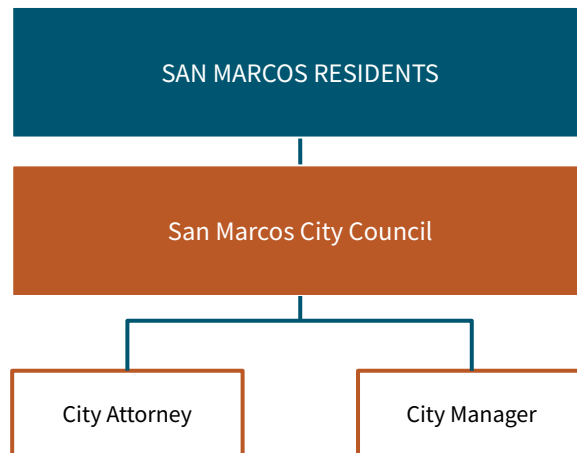 SAN MARCOS RESIDENTS
San Marcos City Council
City Attorney
City Manager